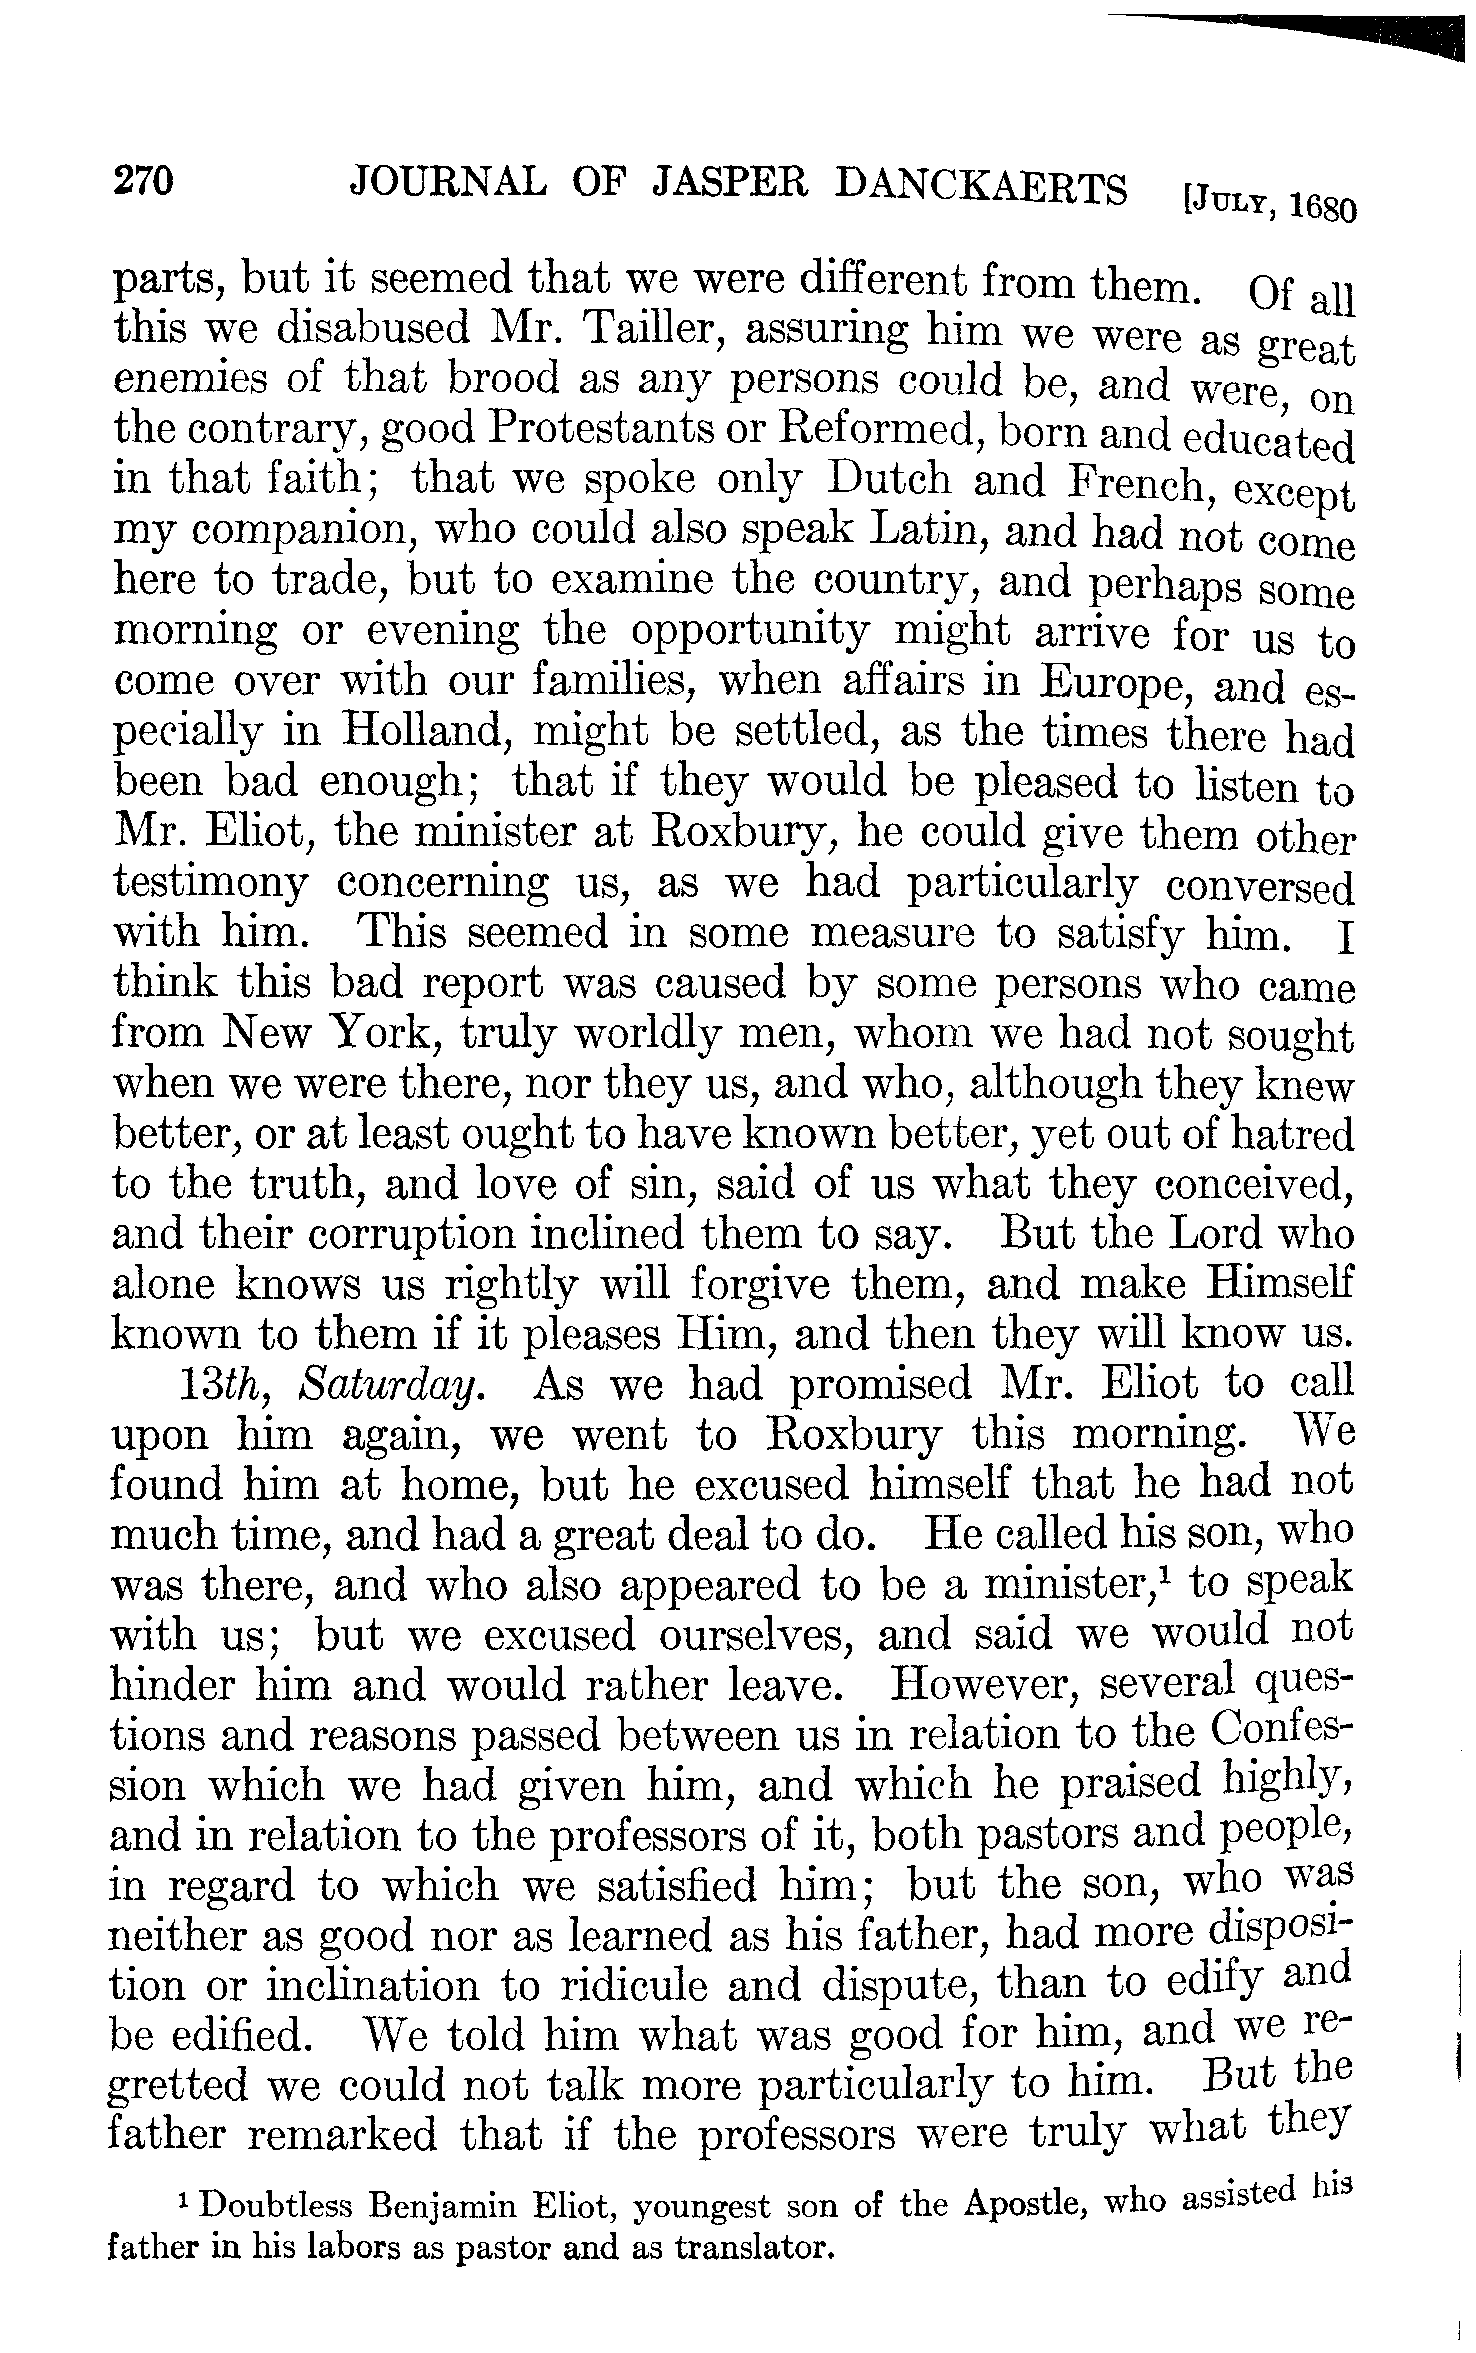 270 JOURNAL OF JASPER DANCKAERTS [JULY, 1680
parts, but it seemed that we were different from them. Of all
this we disabused Mr. Tailler, assuring him we were as great
enemies of that brood as any persons could be, and were, on
the contrary, good Protestants or Reformed, born and educated
in that faith; that we spoke only Dutch and French, except
my companion, who could also speak Latin, and had not come
here to trade, but to examine the country, and perhaps some
morning or evening the opportunity might arrive for us to
come over with our families, when affairs in Europe, and es-
pecially in Holland, might be settled, as the times there had
been bad enough; that if they would be pleased to listen to
Mr. Eliot, the minister at Roxbury, he could give them other
testimony concerning us, as we had particularly conversed
with him. This seemed in some measure to satisfy him. I
think this bad report was caused by some persons who came
from New York, truly worldly men, whom we had not sought
when we were there, nor they us, and who, although they knew
better, or at least ought to have known better, yet out of hatred
to the truth, and love of sin, said of us what they conceived,
and their corruption inclined them to say. But the Lord who
alone knows us rightly will forgive them, and make Himself
known to them if it pleases Him, and then they will know us.
13th, Saturday. As we had promised Mr. Eliot to call
upon him again, we went to Roxbury this morning. We
found him at home, but he excused himself that he had not
much time, and had a great deal to do. He called his son, who
was there, and who also appeared to be a minister,¹ to speak
with us; but we excused ourselves, and said we would not
hinder him and would rather leave. However, several ques-
tions and reasons passed between us in relation to the Confes-
sion which we had given him, and which he praised highly,
and in relation to the professors of it, both pastors and people,
in regard to which we satisfied him; but the son, who was
neither as good nor as learned as his father, had more disposi-
tion or inclination to ridicule and dispute, than to edify and
be edified. We told him what was good for him, and we re-
gretted we could not talk more particularly to him. But the
father remarked that if the professors were truly what they
¹ Doubtless Benjamin Eliot, youngest son of the Apostle, who assisted his
father in his labors as pastor and as translator.